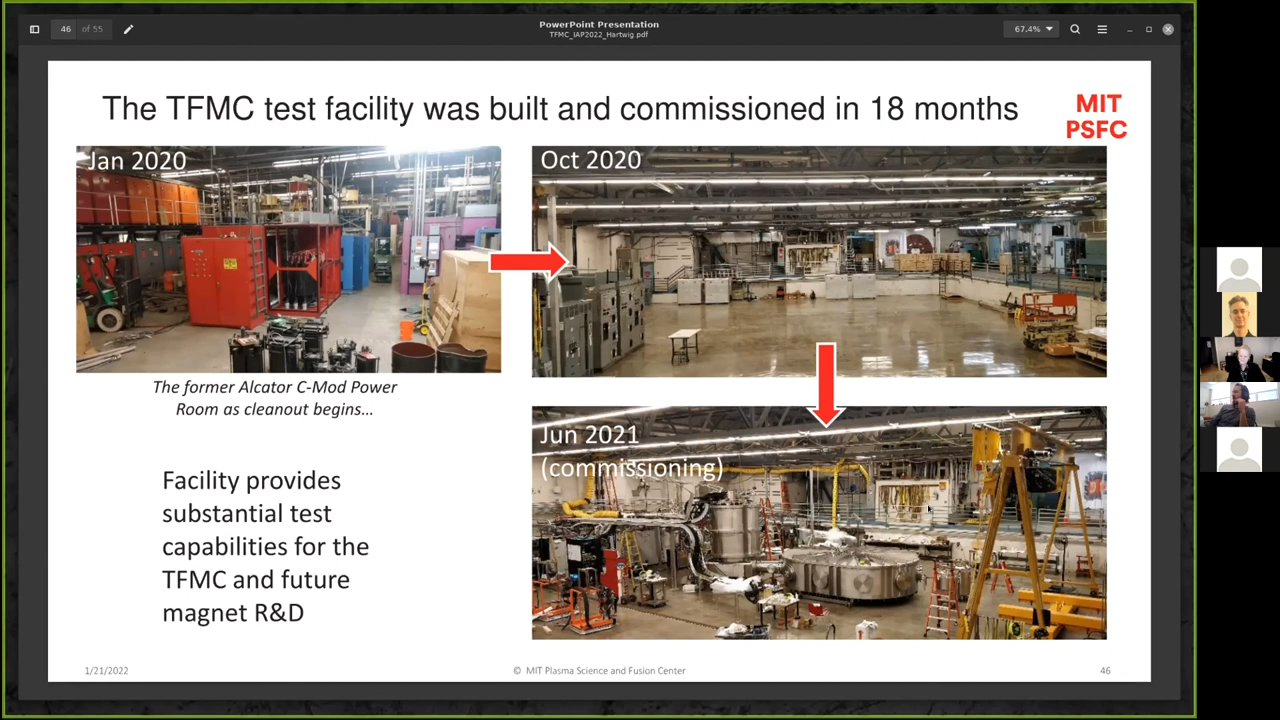 46 of 55
PowerPoint Presentation
TFMC_IAP2022_Hartwig.pdf
67.4%
The TFMC test facility was built and commissioned in 18 months
MIT
PSFC
Jan 2020
Oct 2020
The former Alcator C-Mod Power
Room as cleanout begins...
Jun 2021
(commissioning)
Facility provides
substantial test
capabilities for the
TFMC and future
magnet R&D
1/21/2022
© MIT Plasma Science and Fusion Center
46